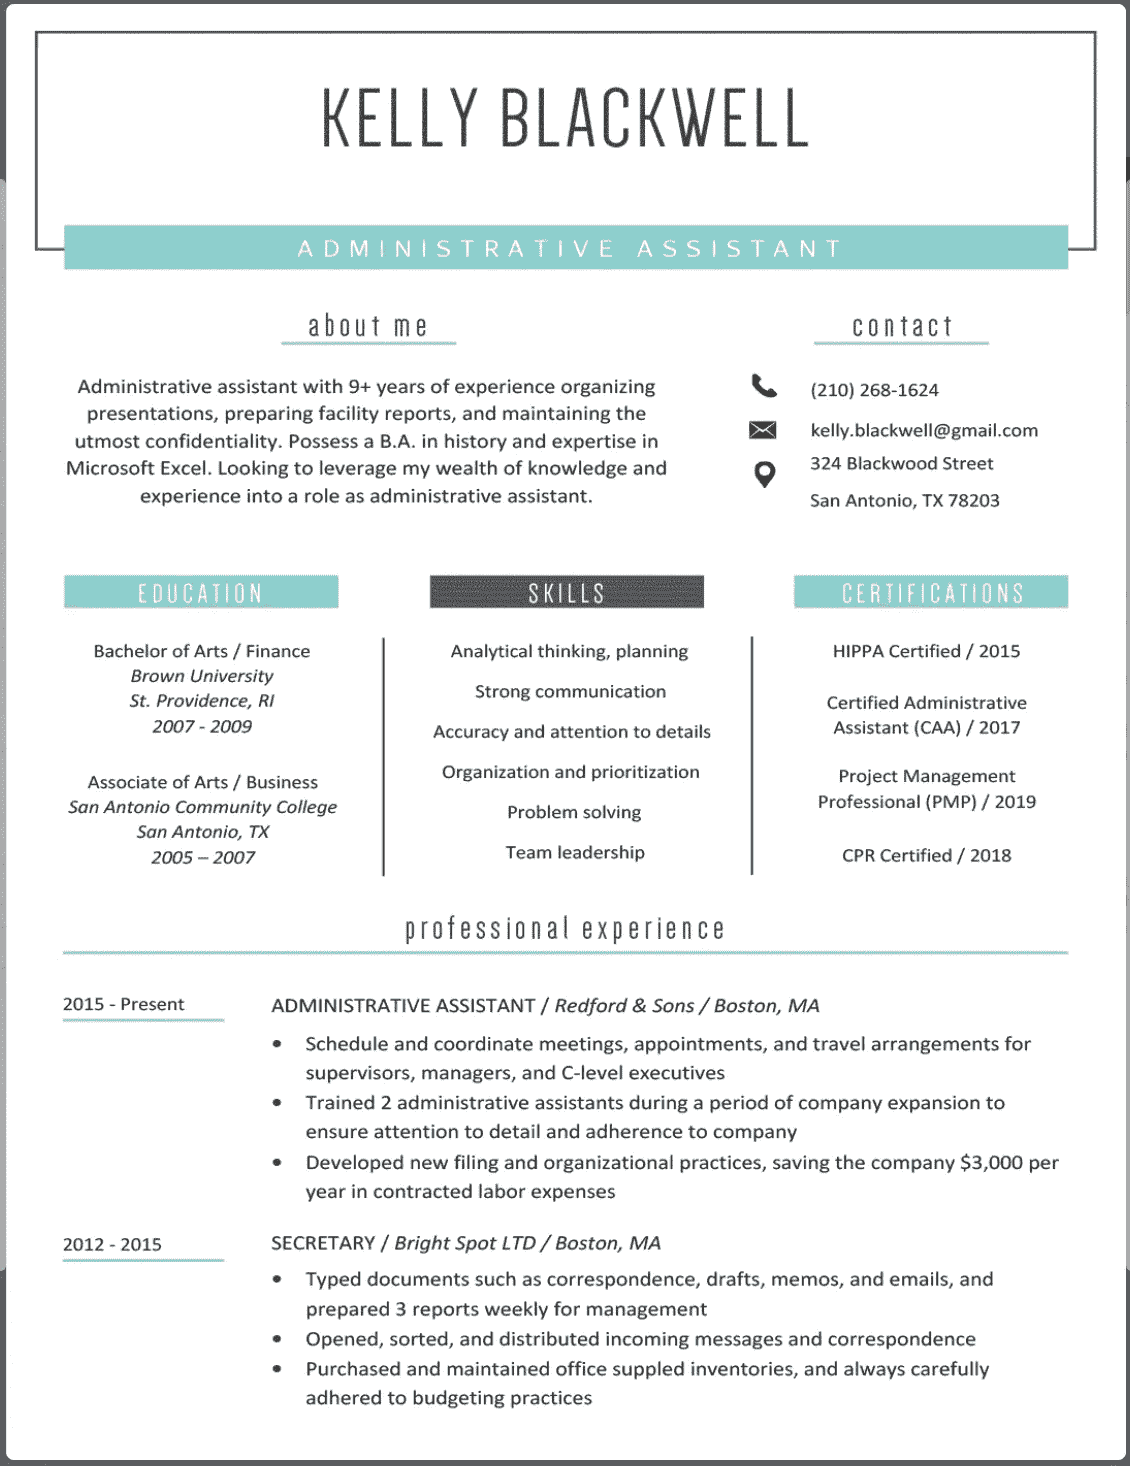 KELLY BLACKWELL
ADMINISTRATIVE ASSISTANT
about me
Administrative assistant with 9+ years of experience organizing
presentations, preparing facility reports, and maintaining the
utmost confidentiality. Possess a B.A. in history and expertise in
Microsoft Excel. Looking to leverage my wealth of knowledge and
experience into a role as administrative assistant.
contact
(210) 268-1624
kelly.blackwell@gmail.com
324 Blackwood Street
San Antonio, TX 78203
EDUCATION
Bachelor of Arts / Finance
Brown University
St. Providence, RI
2007 - 2009
Associate of Arts / Business
San Antonio Community College
San Antonio, TX
2005 – 2007
SKILLS
Analytical thinking, planning
Strong communication
Accuracy and attention to details
Organization and prioritization
Problem solving
Team leadership
CERTIFICATIONS
HIPPA Certified / 2015
Certified Administrative
Assistant (CAA) / 2017
Project Management
Professional (PMP) / 2019
CPR Certified / 2018
professional experience
2015 - Present
ADMINISTRATIVE ASSISTANT / Redford & Sons / Boston, MA
• Schedule and coordinate meetings, appointments, and travel arrangements for
supervisors, managers, and C-level executives
• Trained 2 administrative assistants during a period of company expansion to
ensure attention to detail and adherence to company
• Developed new filing and organizational practices, saving the company $3,000 per
year in contracted labor expenses
2012 - 2015
SECRETARY / Bright Spot LTD / Boston, MA
• Typed documents such as correspondence, drafts, memos, and emails, and
prepared 3 reports weekly for management
• Opened, sorted, and distributed incoming messages and correspondence
• Purchased and maintained office suppled inventories, and always carefully
adhered to budgeting practices